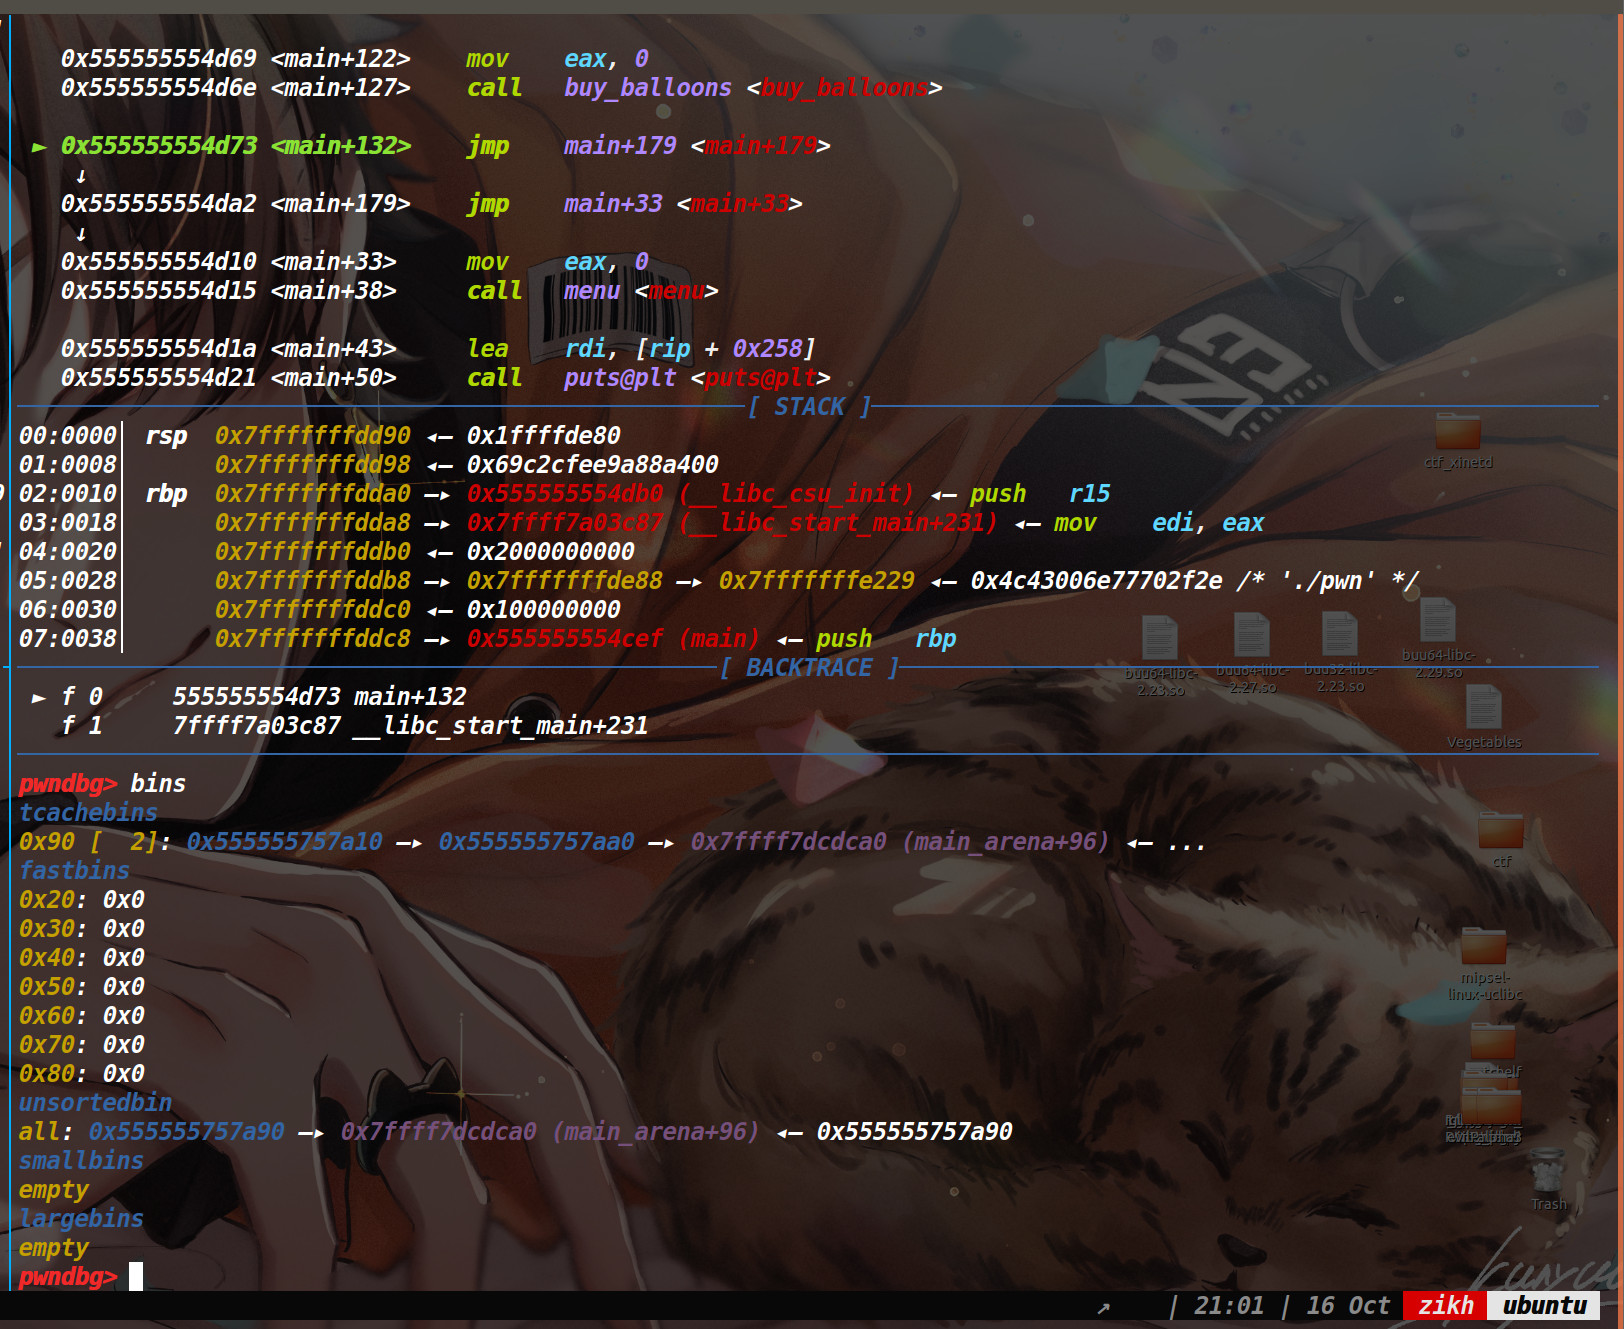 0x555555554d69 <main+122>    mov    eax, 0
0x555555554d6e <main+127>    call   buy_balloons <buy_balloons>
► 0x555555554d73 <main+132>    jmp    main+179 <main+179>
↓
0x555555554da2 <main+179>    jmp    main+33 <main+33>
↓
0x555555554d10 <main+33>     mov    eax, 0
0x555555554d15 <main+38>     call   menu <menu>
0x555555554d1a <main+43>     lea    rdi, [rip + 0x258]
0x555555554d21 <main+50>     call   puts@plt <puts@plt>
[ STACK ]
00:0000│ rsp  0x7fffffffdd90 ◂— 0x1ffffde80
01:0008│      0x7fffffffdd98 ◂— 0x69c2cfee9a88a400
02:0010│ rbp  0x7fffffffdda0 —▸ 0x555555554db0 (__libc_csu_init) ◂— push   r15
03:0018│      0x7fffffffdda8 —▸ 0x7ffff7a03c87 (__libc_start_main+231) ◂— mov    edi, eax
04:0020│      0x7fffffffddb0 ◂— 0x2000000000
05:0028│      0x7fffffffddb8 —▸ 0x7fffffffde88 —▸ 0x7fffffffe229 ◂— 0x4c43006e77702f2e /* './pwn' */
06:0030│      0x7fffffffddc0 ◂— 0x100000000
07:0038│      0x7fffffffddc8 —▸ 0x555555554cef (main) ◂— push   rbp
[ BACKTRACE ]
► f 0     555555554d73 main+132
f 1     7ffff7a03c87 __libc_start_main+231
pwndbg> bins
tcachebins
0x90 [  2]: 0x555555757a10 —▸ 0x555555757aa0 —▸ 0x7ffff7dcdca0 (main_arena+96) ◂— ...
fastbins
0x20: 0x0
0x30: 0x0
0x40: 0x0
0x50: 0x0
0x60: 0x0
0x70: 0x0
0x80: 0x0
unsortedbin
all: 0x555555757a90 —▸ 0x7ffff7dcdca0 (main_arena+96) ◂— 0x555555757a90
smallbins
empty
largebins
empty
pwndbg>
ctf_xinetd
buu64-libc-
2.23.so
buu64-libc-
2.27.so
buu32-libc-
2.23.so
buu64-libc-
2.29.so
Vegetables
ctf
mipsel-
linux-uclibc
Trash
↗ | 21:01 | 16 Oct zikh ubuntu